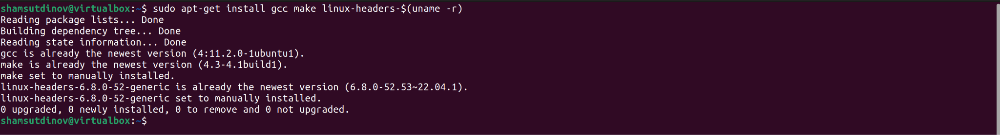 shamsutdinov@virtualbox:~$ sudo apt-get install gcc make linux-headers-$(uname -r)
Reading package lists... Done
Building dependency tree... Done
Reading state information... Done
gcc is already the newest version (4:11.2.0-1ubuntu1).
make is already the newest version (4.3-4.1build1).
make set to manually installed.
linux-headers-6.8.0-52-generic is already the newest version (6.8.0-52.53~22.04.1).
linux-headers-6.8.0-52-generic set to manually installed.
0 upgraded, 0 newly installed, 0 to remove and 0 not upgraded.
shamsutdinov@virtualbox:~$